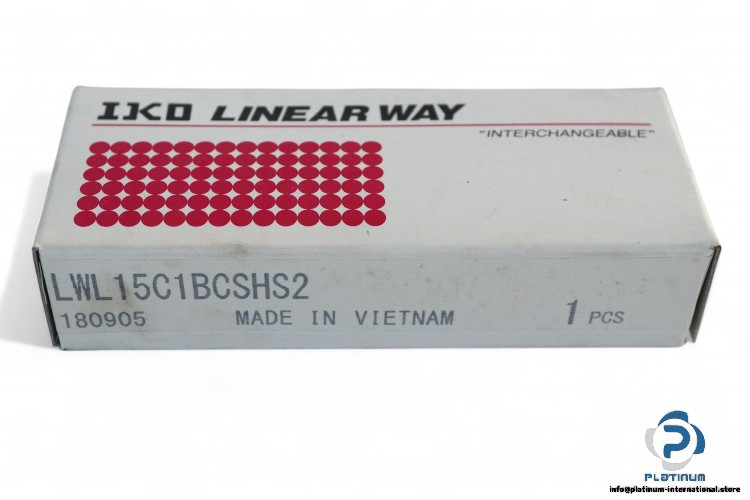 IKO LINEAR WAY
"INTERCHANGEABLE"
LWL15C1BCSHS2
180905 MADE IN VIETNAM 1 PCS
PLATINUM
info@platinum-international.store